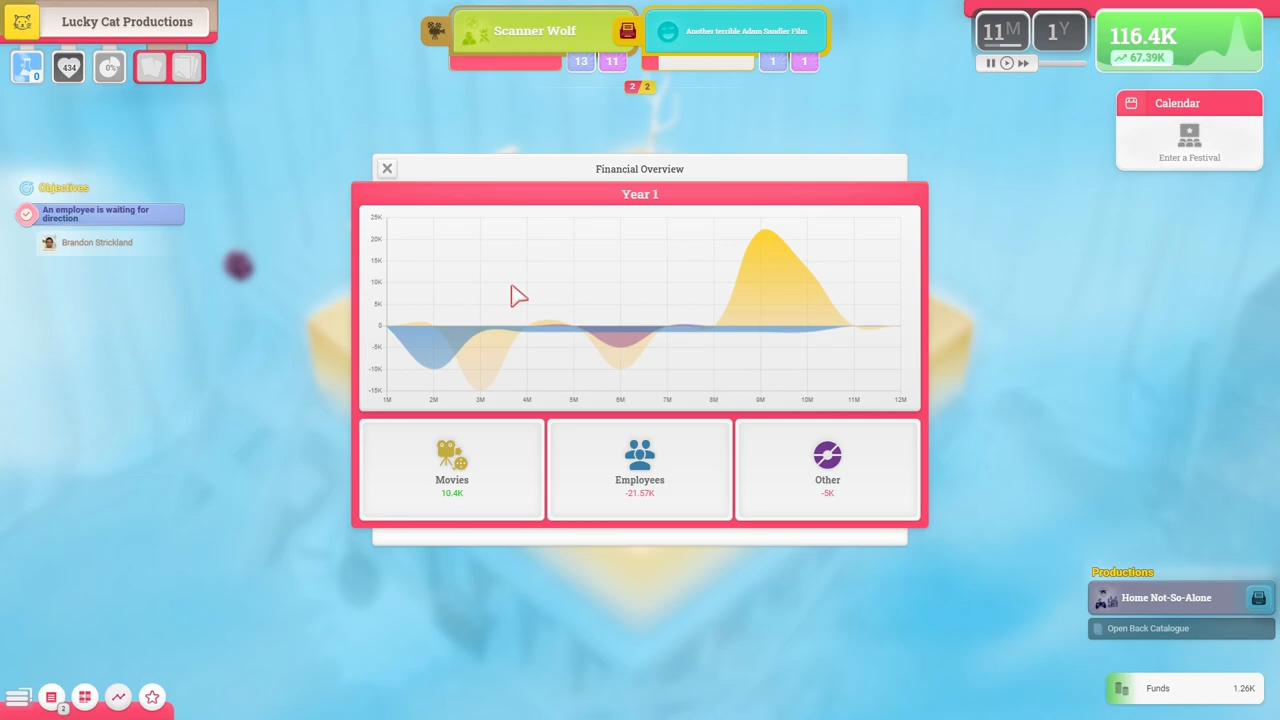 Lucky Cat Productions
Scanner Wolf
Another terrible Adam Sandler Film
11M
1Y
116.4K
67.39K
0
434
0%
13
11
1
1
2
2
Calendar
Enter a Festival
Objectives
An employee is waiting for
direction
Brandon Strickland
Financial Overview
Year 1
25K
20K
15K
10K
5K
0
-5K
-10K
-15K
1M
2M
3M
4M
5M
6M
7M
8M
9M
10M
11M
12M
Movies
10.4K
Employees
-21.57K
Other
-5K
Productions
Home Not-So-Alone
Open Back Catalogue
Funds
1.26K
2